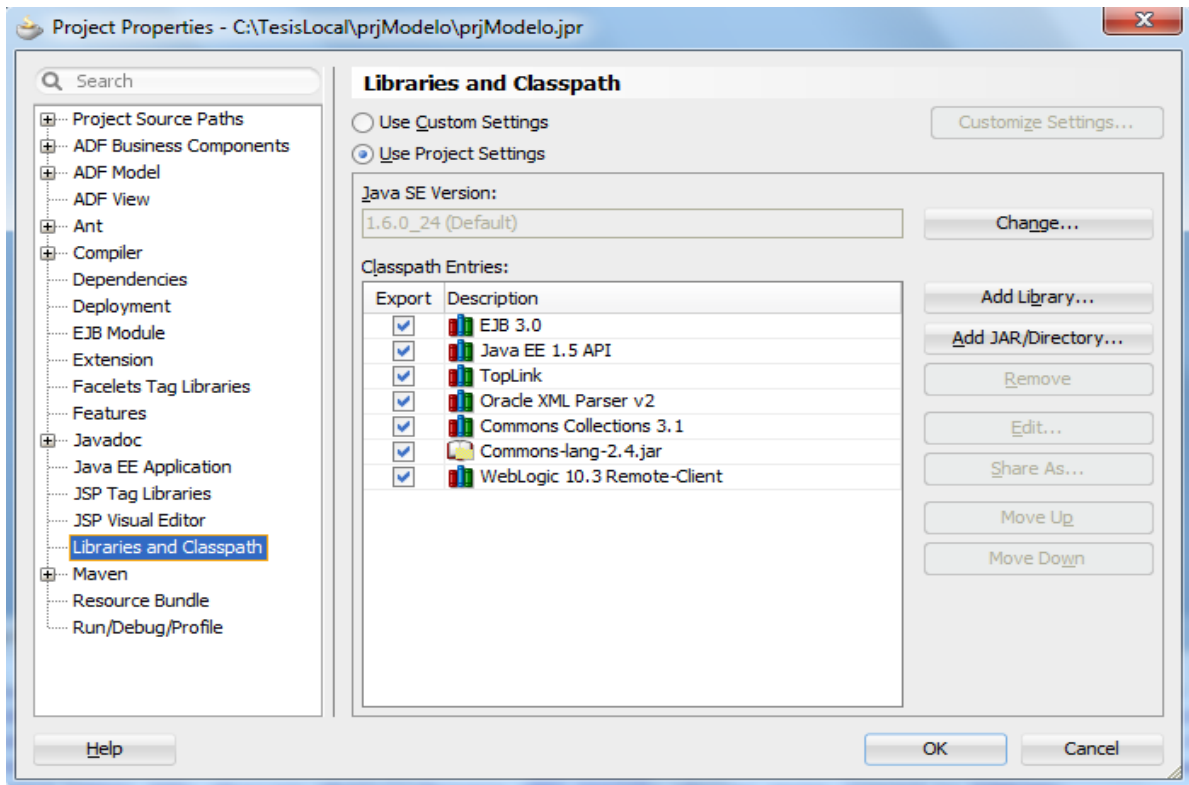 Project Properties - C:\TesisLocal\prjModelo\prjModelo.jpr
Search
Project Source Paths
ADF Business Components
ADF Model
ADF View
Ant
Compiler
Dependencies
Deployment
EJB Module
Extension
Facelets Tag Libraries
Features
Javadoc
Java EE Application
JSP Tag Libraries
JSP Visual Editor
Libraries and Classpath
Maven
Resource Bundle
Run/Debug/Profile
Libraries and Classpath
Use Custom Settings
Customize Settings...
Use Project Settings
Java SE Version:
1.6.0_24 (Default)
Change...
Classpath Entries:
Export Description
EJB 3.0
Java EE 1.5 API
TopLink
Oracle XML Parser v2
Commons Collections 3.1
Commons-lang-2.4.jar
WebLogic 10.3 Remote-Client
Add Library...
Add JAR/Directory...
Remove
Edit...
Share As...
Move Up
Move Down
Help
OK
Cancel